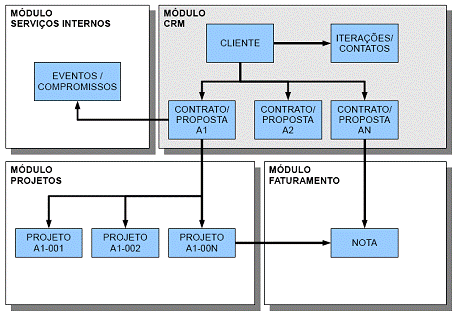 MÓDULO
SERVIÇOS INTERNOS
EVENTOS /
COMPROMISSOS
MÓDULO
CRM
CLIENTE
ITERAÇÕES/
CONTATOS
CONTRATO/
PROPOSTA
A1
CONTRATO/
PROPOSTA
A2
CONTRATO/
PROPOSTA
AN
MÓDULO
PROJETOS
PROJETO
A1-001
PROJETO
A1-002
PROJETO
A1-00N
MÓDULO
FATURAMENTO
NOTA